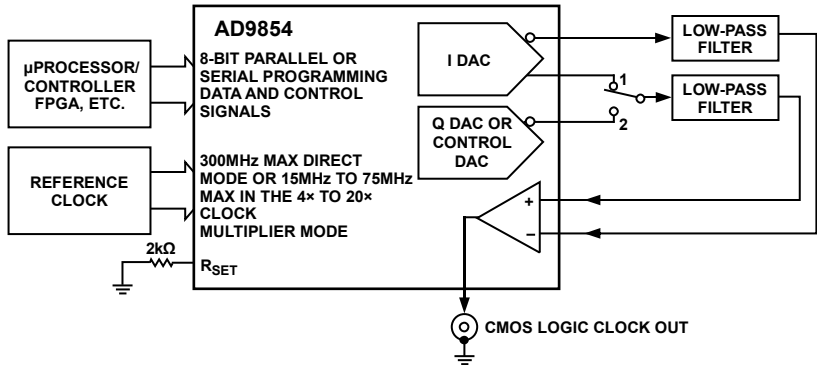 AD9854
µPROCESSOR/
CONTROLLER
FPGA, ETC.
8-BIT PARALLEL OR
SERIAL PROGRAMMING
DATA AND CONTROL
SIGNALS
REFERENCE
CLOCK
300MHz MAX DIRECT
MODE OR 15MHz TO 75MHz
MAX IN THE 4× TO 20×
CLOCK
MULTIPLIER MODE
2kΩ
RSET
I DAC
Q DAC OR
CONTROL
DAC
1
2
LOW-PASS
FILTER
LOW-PASS
FILTER
+
–
CMOS LOGIC CLOCK OUT